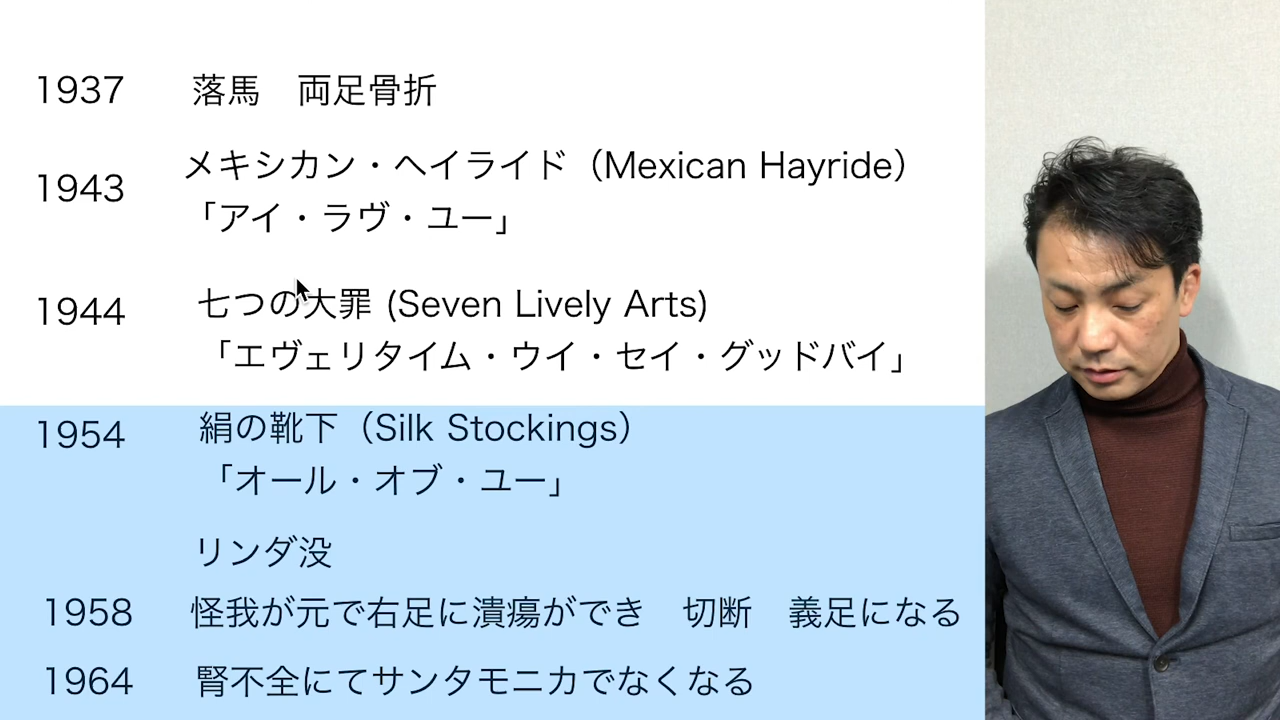 1937 落馬 両足骨折
1943 メキシカン・ヘイライド（Mexican Hayride）
「アイ・ラヴ・ユー」
1944 七つの大罪 (Seven Lively Arts)
「エヴェリタイム・ウイ・セイ・グッドバイ」
1954 絹の靴下（Silk Stockings）
「オール・オブ・ユー」
リンダ没
1958 怪我が元で右足に潰瘍ができ 切断 義足になる
1964 腎不全にてサンタモニカでなくなる